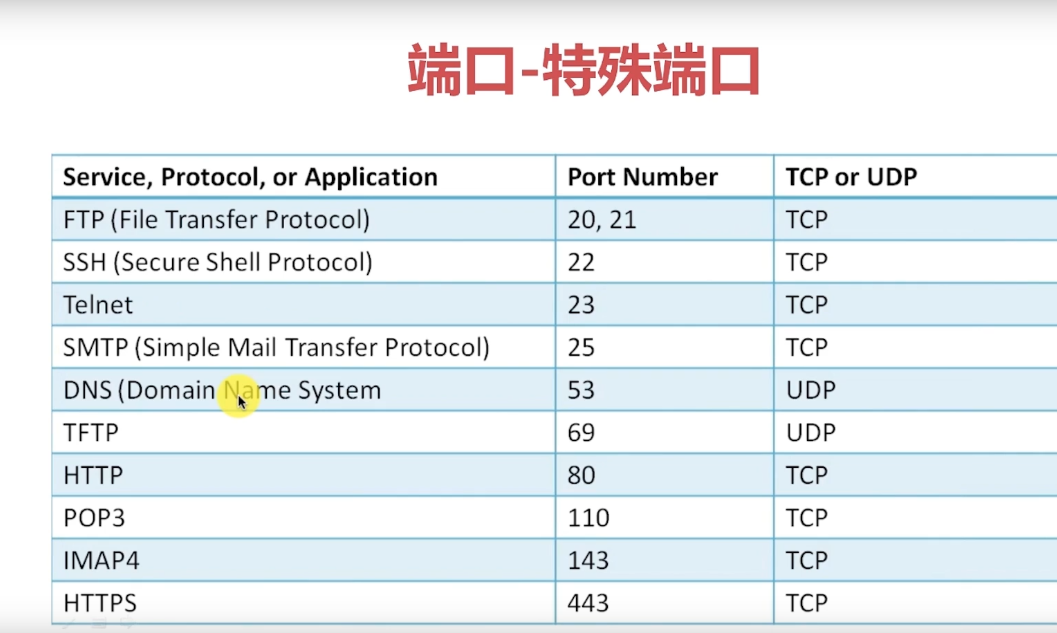 端口-特殊端口
Service, Protocol, or Application Port Number TCP or UDP
FTP (File Transfer Protocol) 20, 21 TCP
SSH (Secure Shell Protocol) 22 TCP
Telnet 23 TCP
SMTP (Simple Mail Transfer Protocol) 25 TCP
DNS (Domain Name System 53 UDP
TFTP 69 UDP
HTTP 80 TCP
POP3 110 TCP
IMAP4 143 TCP
HTTPS 443 TCP